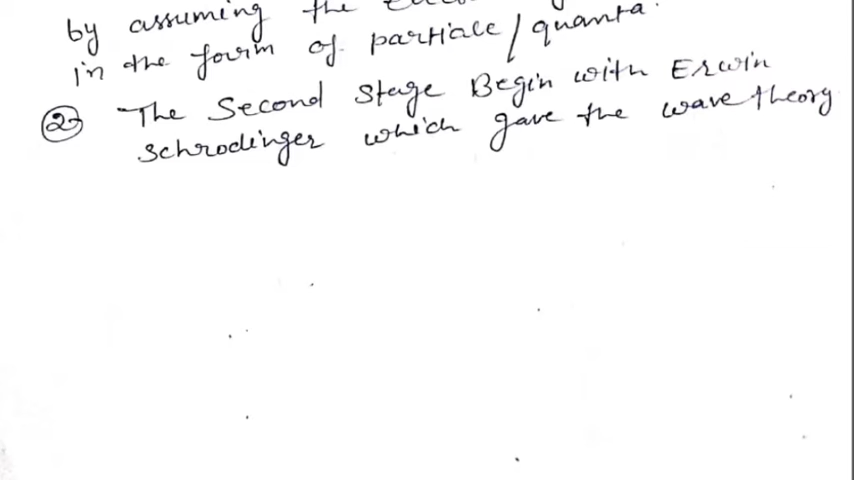 by assuming the
in the form of particle / quanta.
② The Second Stage Begin with Erwin
schrodinger which gave the wave theory